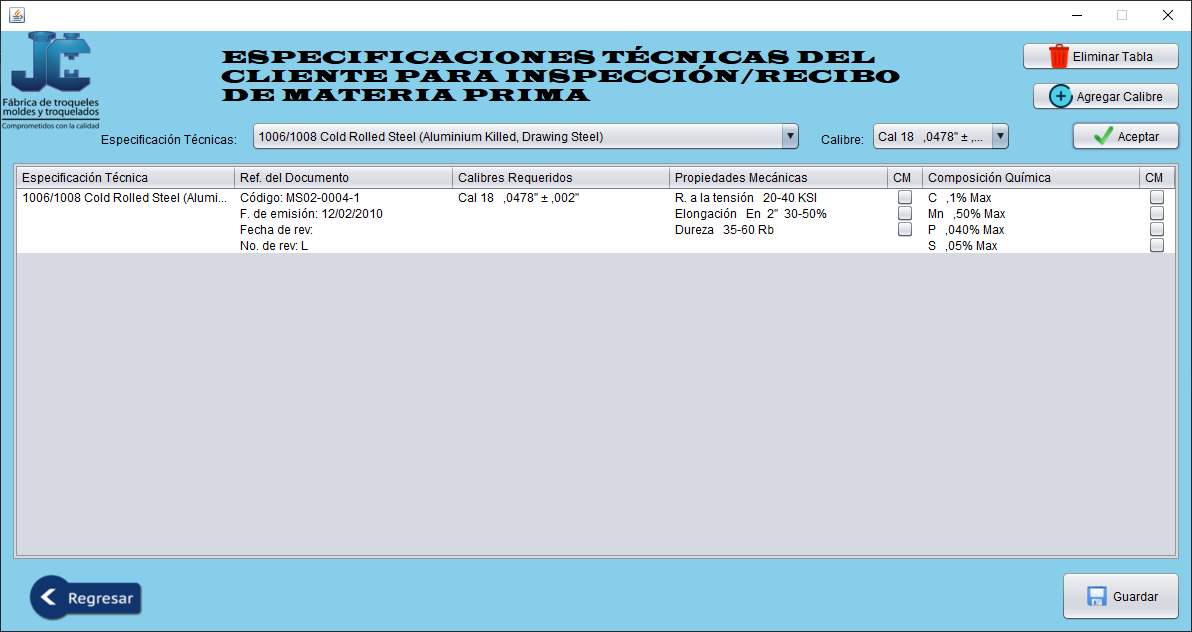 JCE
Fábrica de troqueles
moldes y troquelados
Comprometidos con la calidad
ESPECIFICACIONES TÉCNICAS DEL
CLIENTE PARA INSPECCIÓN/RECIBO
DE MATERIA PRIMA
Eliminar Tabla
Agregar Calibre
Especificación Técnicas: 1006/1008 Cold Rolled Steel (Aluminium Killed, Drawing Steel) Calibre: Cal 18 ,0478" ± ,... Aceptar
Especificación Técnica Ref. del Documento Calibres Requeridos Propiedades Mecánicas CM Composición Química CM
1006/1008 Cold Rolled Steel (Alumi... Código: MS02-0004-1 Cal 18 ,0478" ± ,002" R. a la tensión 20-40 KSI C ,1% Max
F. de emisión: 12/02/2010 Elongación En 2" 30-50% Mn ,50% Max
Fecha de rev: Dureza 35-60 Rb P ,040% Max
No. de rev: L S ,05% Max
Regresar
Guardar